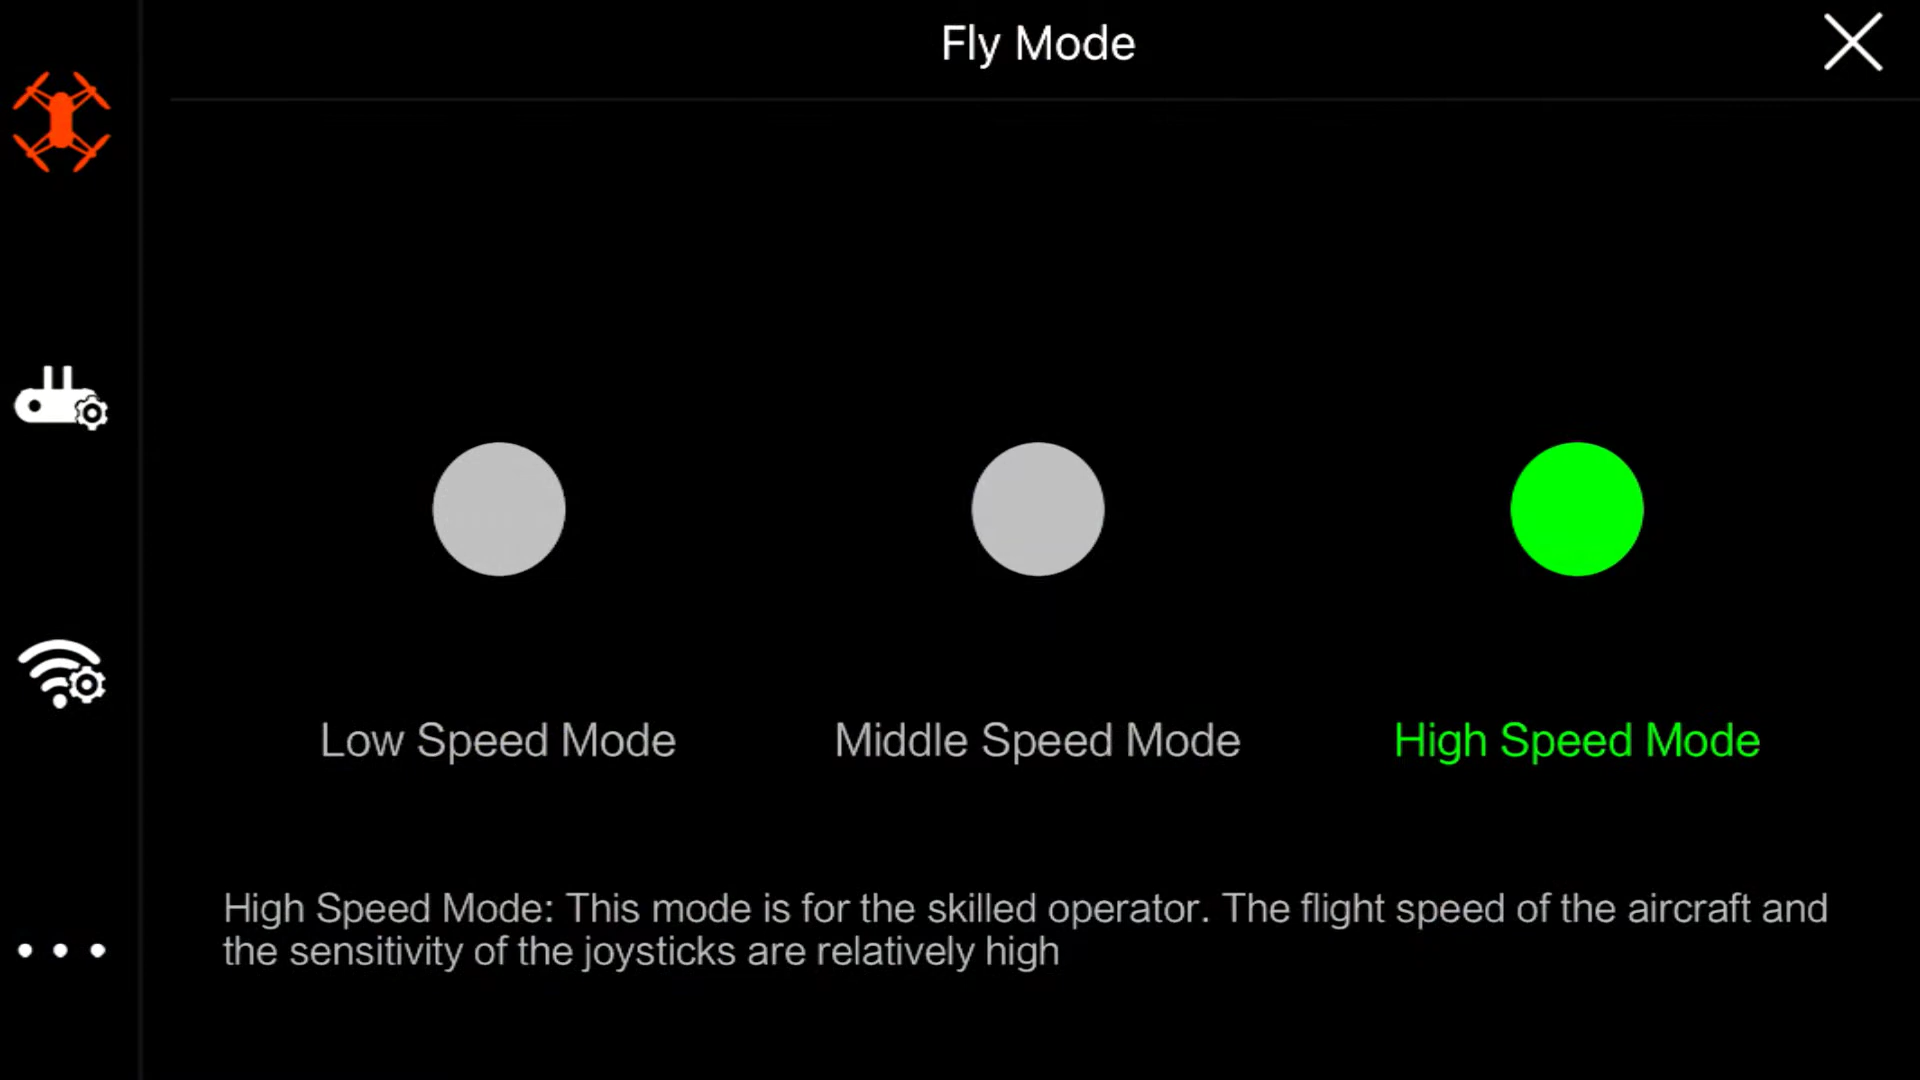 Fly Mode
Low Speed Mode
Middle Speed Mode
High Speed Mode
High Speed Mode: This mode is for the skilled operator. The flight speed of the aircraft and
the sensitivity of the joysticks are relatively high